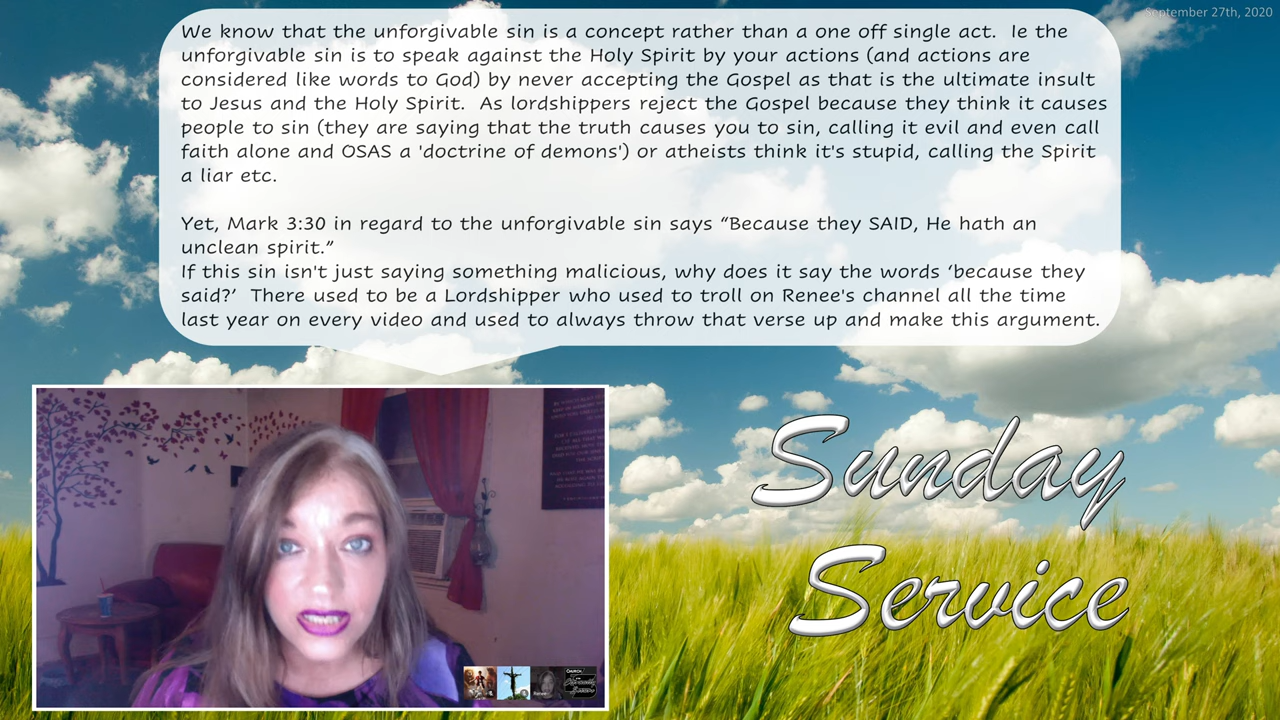 September 27th, 2020
We know that the unforgivable sin is a concept rather than a one off single act.  Ie the
unforgivable sin is to speak against the Holy Spirit by your actions (and actions are
considered like words to God) by never accepting the Gospel as that is the ultimate insult
to Jesus and the Holy Spirit.  As lordshippers reject the Gospel because they think it causes
people to sin (they are saying that the truth causes you to sin, calling it evil and even call
faith alone and OSAS a 'doctrine of demons') or atheists think it's stupid, calling the Spirit
a liar etc.
Yet, Mark 3:30 in regard to the unforgivable sin says “Because they SAID, He hath an
unclean spirit.”
If this sin isn't just saying something malicious, why does it say the words ‘because they
said?’  There used to be a Lordshipper who used to troll on Renee's channel all the time
last year on every video and used to always throw that verse up and make this argument.
Sunday
Service
Renee
CHURCH